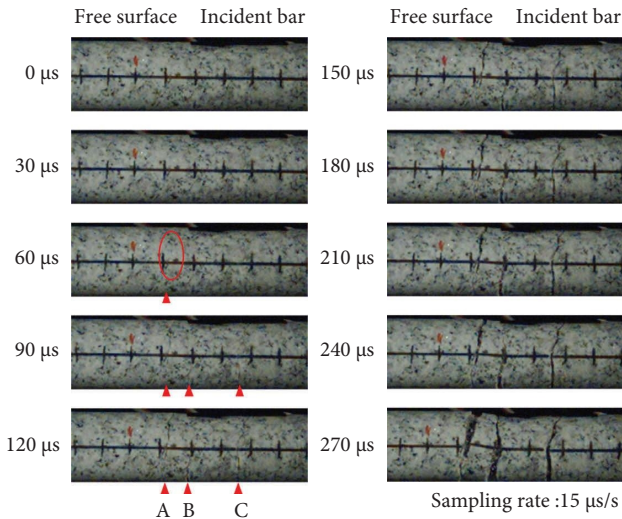 Free surface Incident bar Free surface Incident bar
0 μs 150 μs
30 μs 180 μs
60 μs 210 μs
90 μs 240 μs
120 μs 270 μs
A B C Sampling rate :15 μs/s